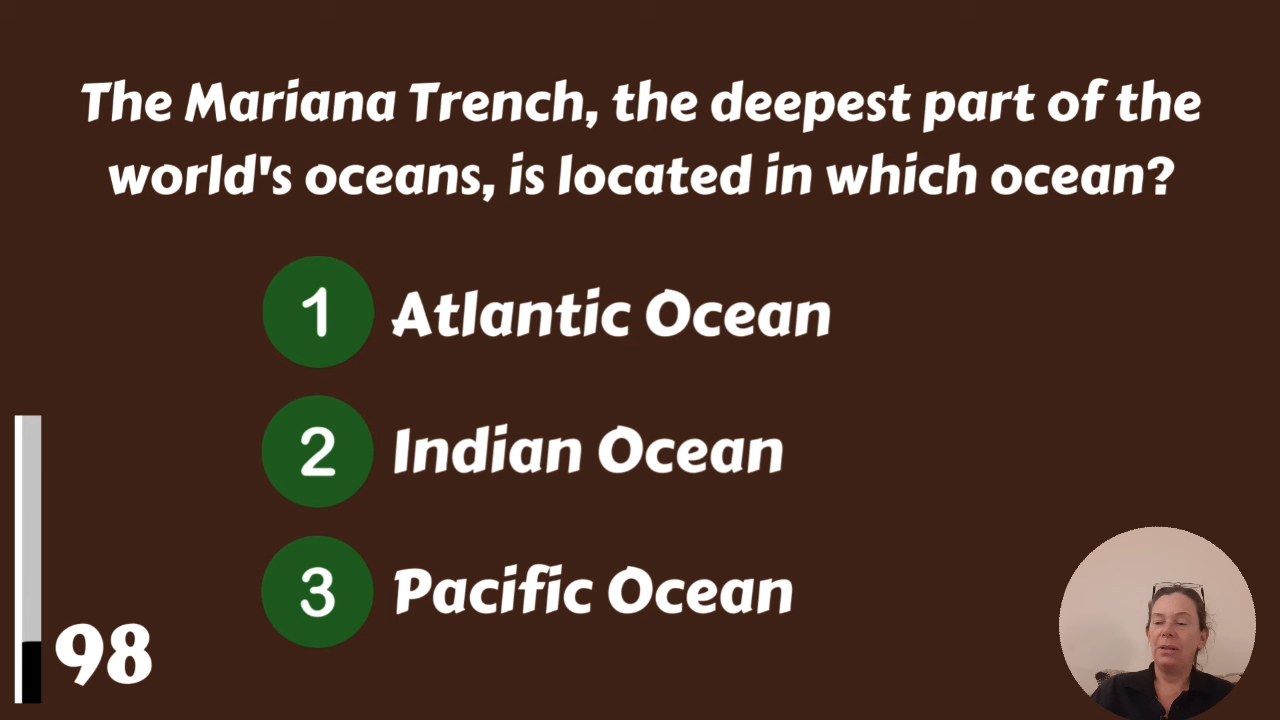 The Mariana Trench, the deepest part of the
world's oceans, is located in which ocean?
1 Atlantic Ocean
2 Indian Ocean
3 Pacific Ocean
98